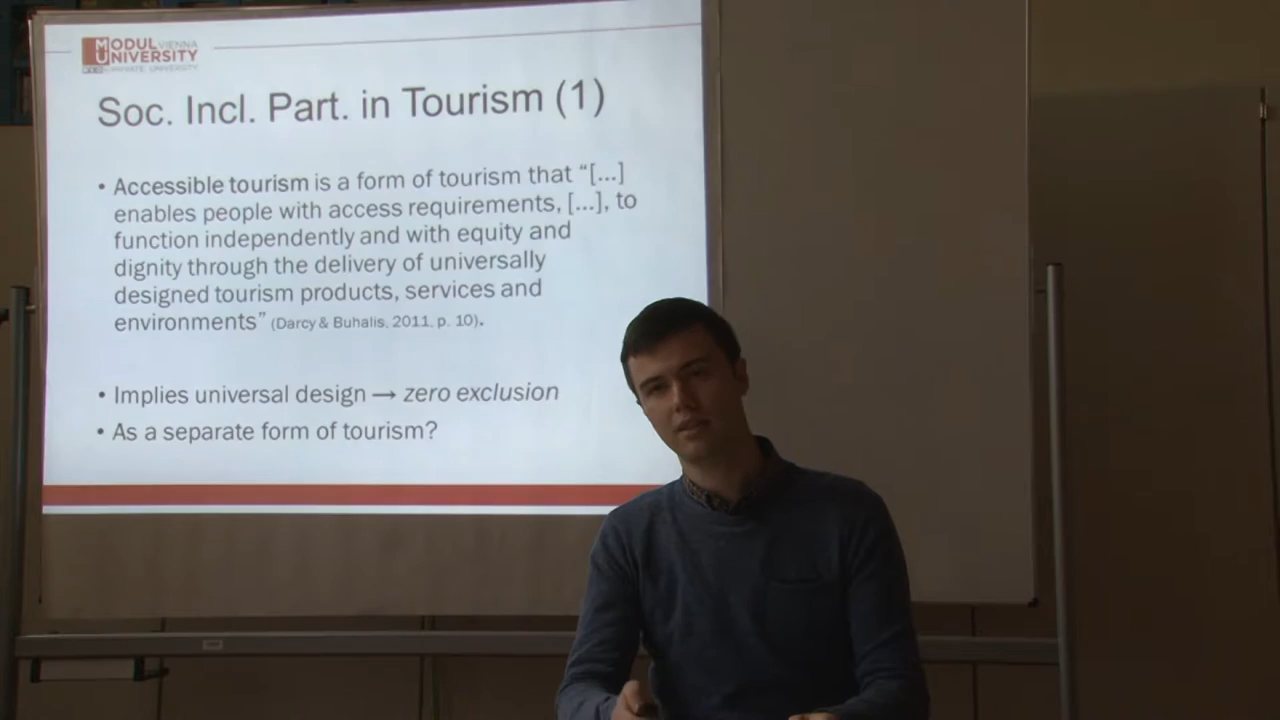 MODUL VIENNA
UNIVERSITY
PRIVATE UNIVERSITY
Soc. Incl. Part. in Tourism (1)
• Accessible tourism is a form of tourism that “[...]
enables people with access requirements, [...], to
function independently and with equity and
dignity through the delivery of universally
designed tourism products, services and
environments” (Darcy & Buhalis, 2011, p. 10).
• Implies universal design → zero exclusion
• As a separate form of tourism?